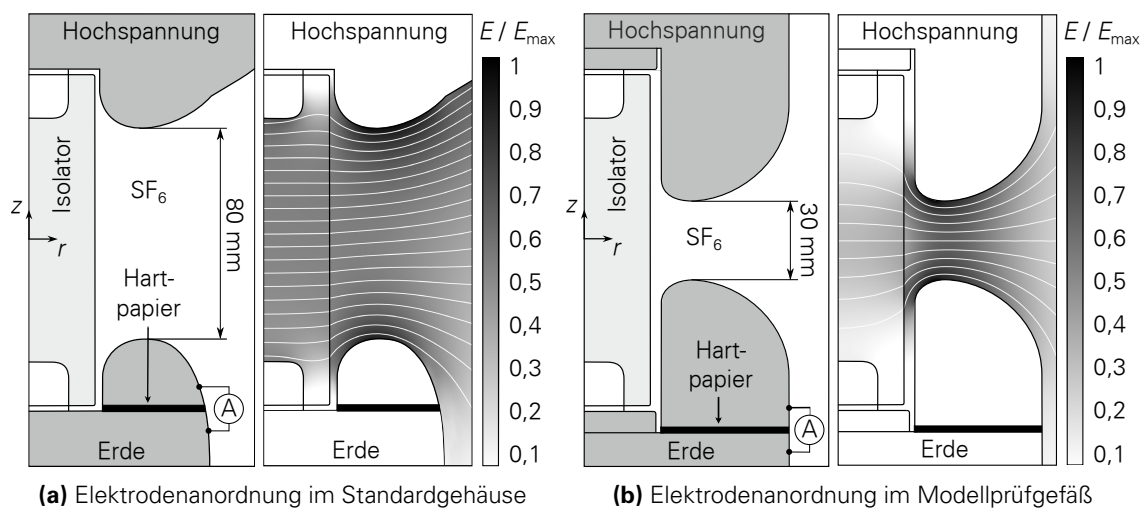 Hochspannung
Isolator
SF6
80 mm
z
r
Hart-
papier
A
Erde
Hochspannung
E / Emax
1
0,9
0,8
0,7
0,6
0,5
0,4
0,3
0,2
0,1
(a) Elektrodenanordnung im Standardgehäuse
Hochspannung
Isolator
SF6
30 mm
z
r
Hart-
papier
A
Erde
Hochspannung
E / Emax
1
0,9
0,8
0,7
0,6
0,5
0,4
0,3
0,2
0,1
(b) Elektrodenanordnung im Modellprüfgefäß